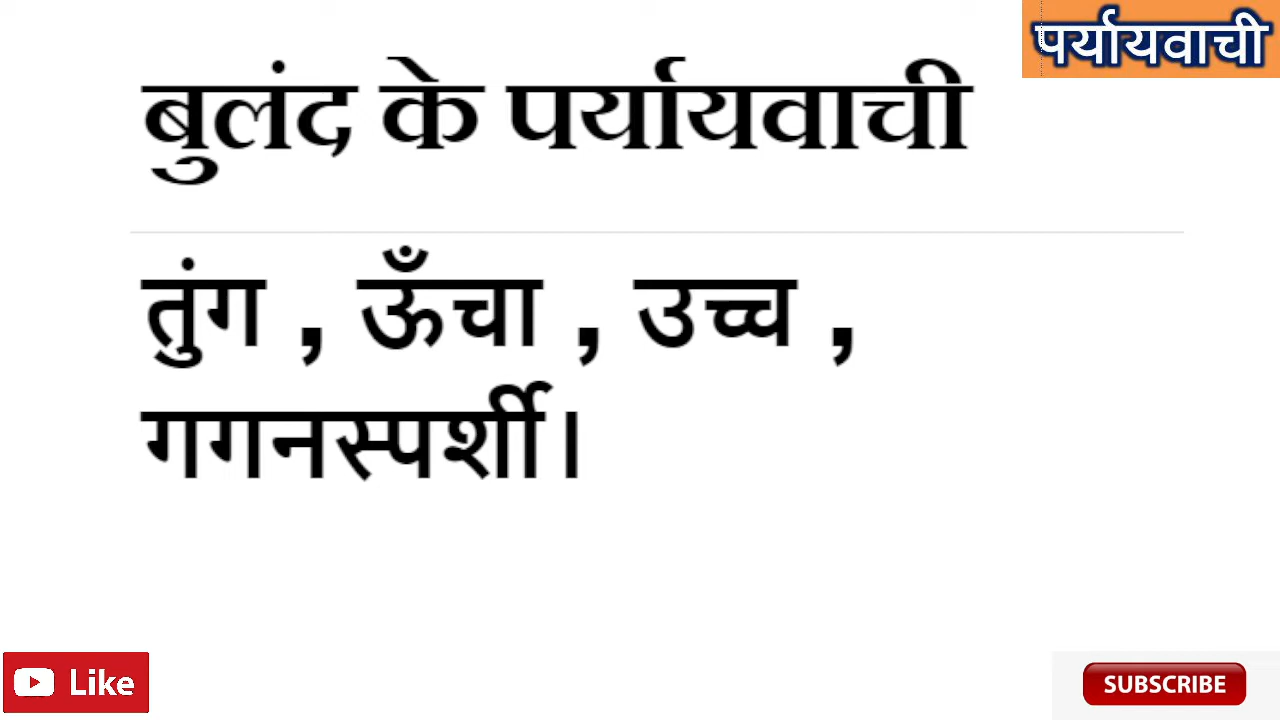 पर्यायवाची
बुलंद के पर्यायवाची
तुंग , ऊँचा , उच्च ,
गगनस्पर्शी।
Like
SUBSCRIBE